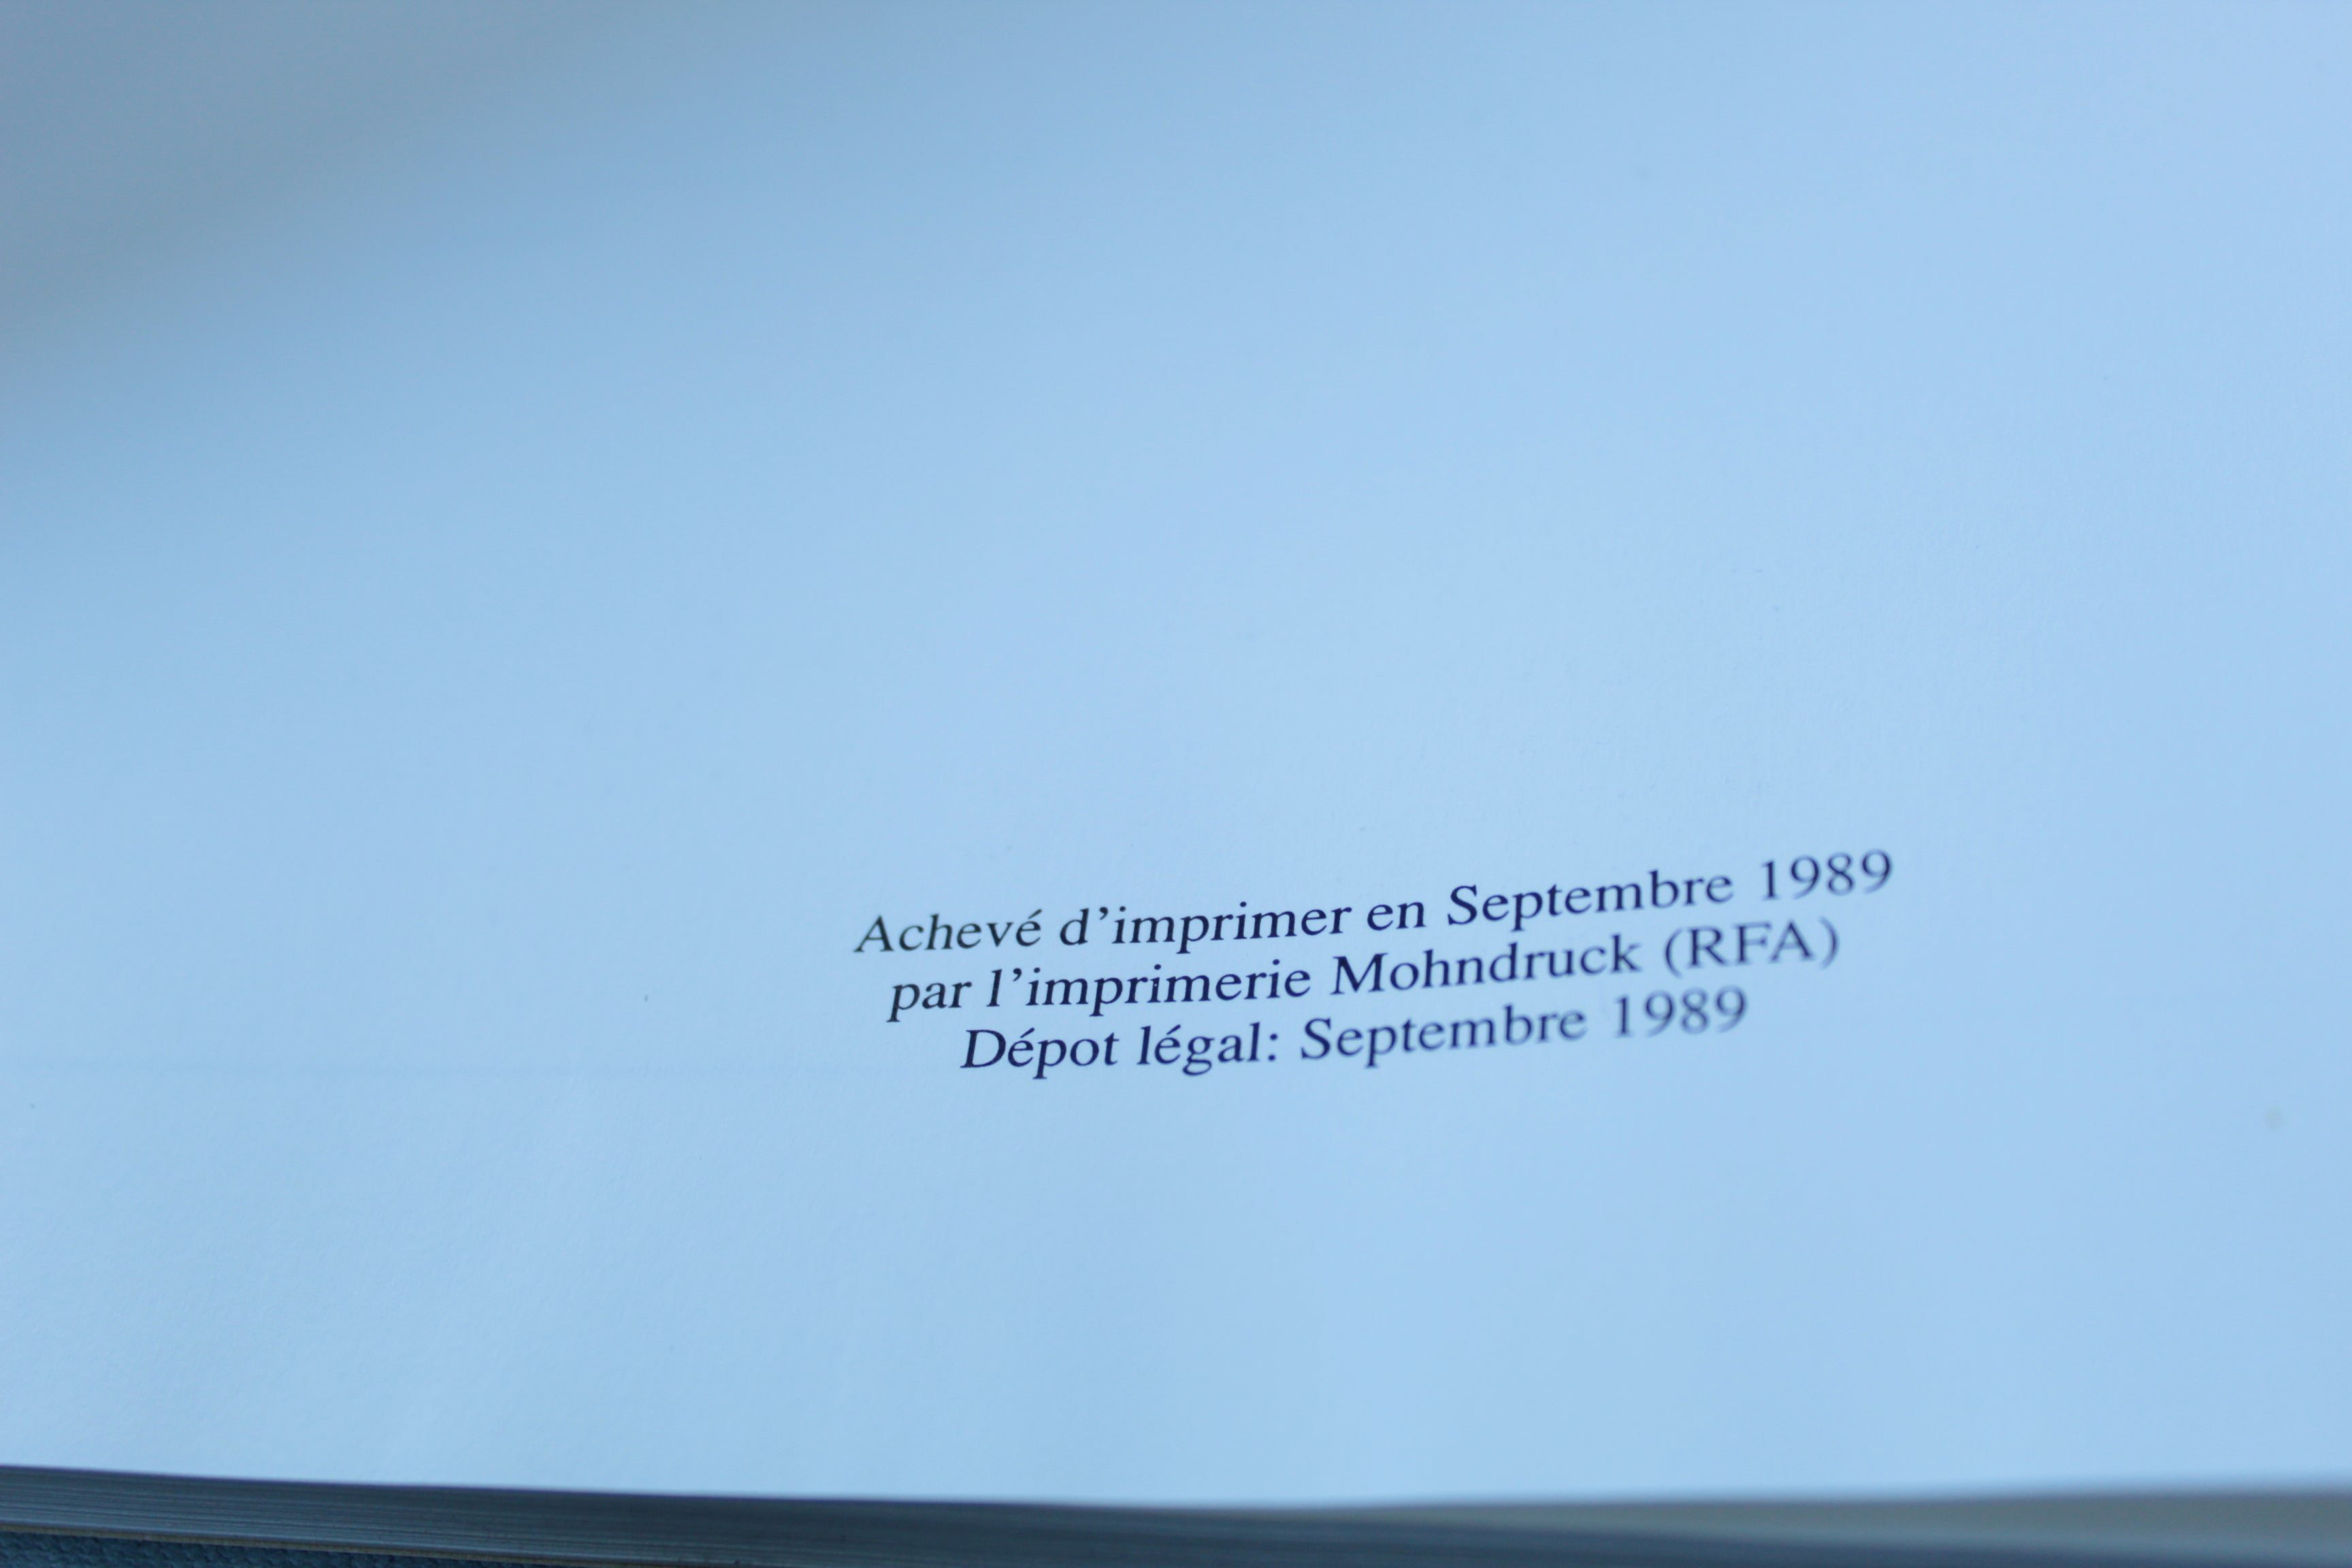 Achevé d’imprimer en Septembre 1989
par l’imprimerie Mohndruck (RFA)
Dépot légal: Septembre 1989